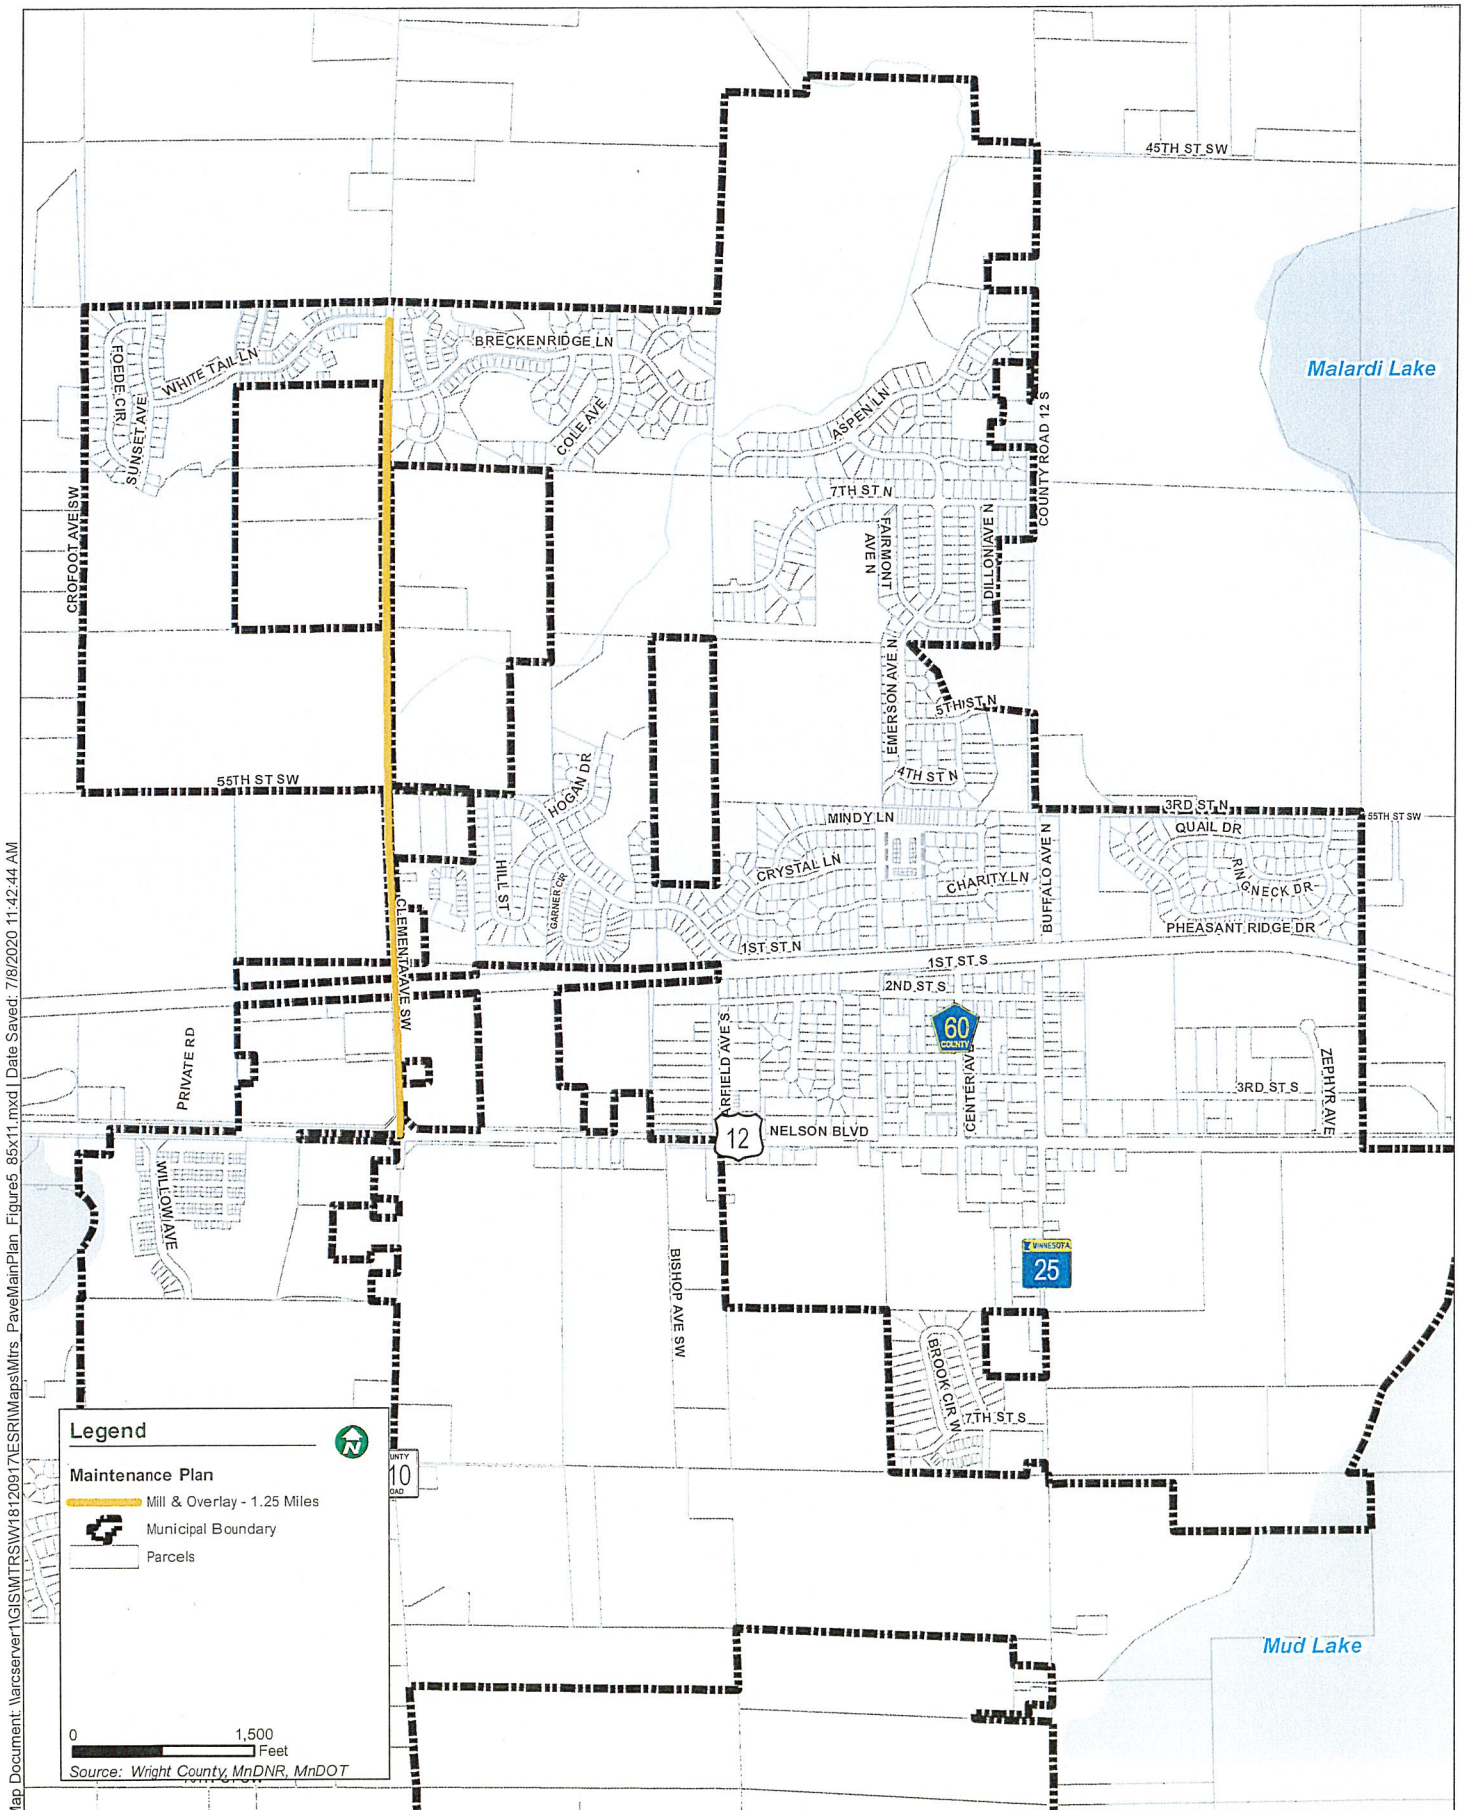 45TH ST SW
Malardi Lake
BRECKENRIDGE LN
FOEDE CIR
WHITE TAIL LN
SUNSET AVE
COLE AVE
ASPEN LN
COUNTY ROAD 12 S
CROFOOT AVE SW
7TH ST N
FAIRMONT
AVE N
DILLON AVE N
EMERSON AVE N
5TH ST N
4TH ST N
55TH ST SW
HOGAN DR
MINDY LN
3RD ST N
55TH ST SW
QUAIL DR
CRYSTAL LN
CHARITY LN
RINGNECK DR
BUFFALO AVE N
HILL ST
GARNER CIR
PHEASANT RIDGE DR
CLEMENTA AVE SW
1ST ST N
1ST ST S
2ND ST S
60
COUNTY
PRIVATE RD
ARFIELD AVE S
CENTER AVE
3RD ST S
ZEPHYR AVE
12
NELSON BLVD
WILLOW AVE
BISHOP AVE SW
MINNESOTA
25
BROOK CIR W
7TH ST S
UNTY
10
OAD
Mud Lake
Legend
N
Maintenance Plan
Mill & Overlay - 1.25 Miles
Municipal Boundary
Parcels
0 1,500
Feet
Source: Wright County, MnDNR, MnDOT
Map Document: \\arcserver1\GIS\MTRS\W18120917\ESRI\Maps\Mtrs_PaveMainPlan_Figure5_85x11.mxd | Date Saved: 7/8/2020 11:42:44 AM